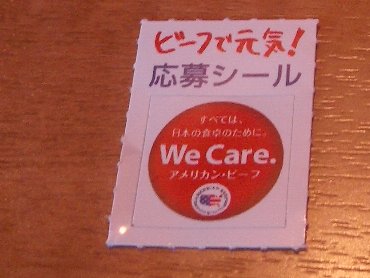 ビーフで元気!
応募シール
すべては、
日本の食卓のために。
We Care.
アメリカン・ビーフ